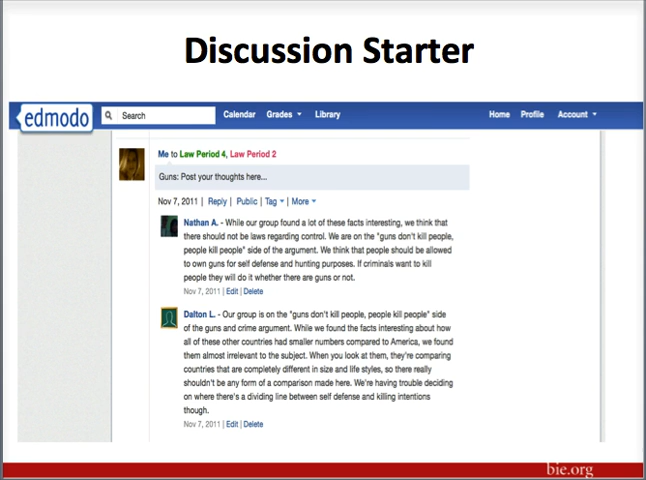 Discussion Starter
edmodo Search Calendar Grades Library Home Profile Account
Me to Law Period 4, Law Period 2
Guns: Post your thoughts here...
Nov 7, 2011 | Reply | Public | Tag | More
Nathan A. - While our group found a lot of these facts interesting, we think that
there should not be laws regarding control. We are on the "guns don't kill people,
people kill people" side of the argument. We think that people should be allowed
to own guns for self defense and hunting purposes. If criminals want to kill
people they will do it whether there are guns or not.
Nov 7, 2011 | Edit | Delete
Dalton L. - Our group is on the "guns don't kill people, people kill people" side
of the guns and crime argument. While we found the facts interesting about how
all of these other countries had smaller numbers compared to America, we found
them almost irrelevant to the subject. When you look at them, they're comparing
countries that are completely different in size and life styles, so there really
shouldn't be any form of a comparison made here. We're having trouble deciding
on where there's a dividing line between self defense and killing intentions
though.
Nov 7, 2011 | Edit | Delete
bie.org